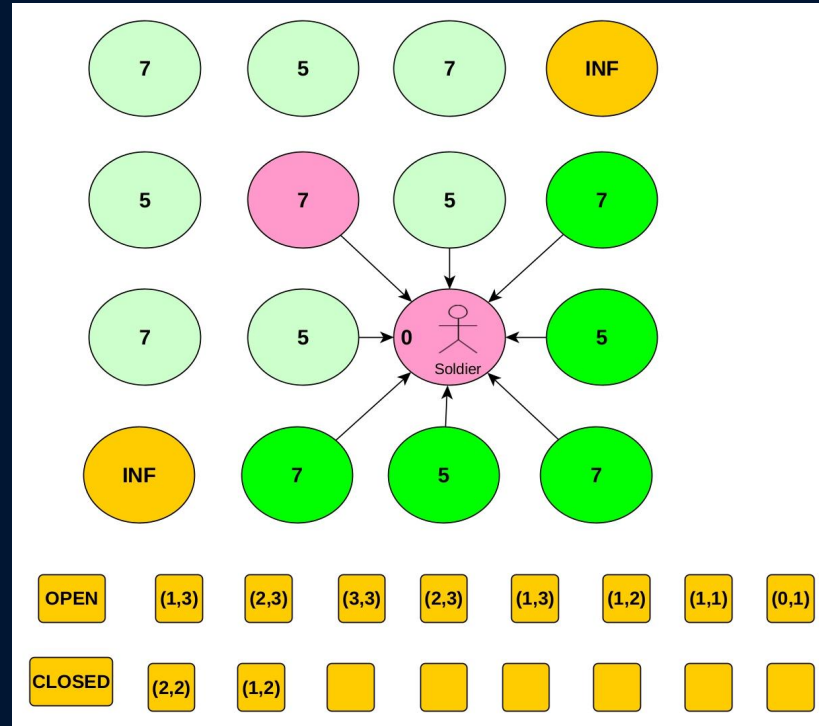 7 5 7 INF
5 7 5 7
7 5 0 5
Soldier
INF 7 5 7
OPEN (1,3) (2,3) (3,3) (2,3) (1,3) (1,2) (1,1) (0,1)
CLOSED (2,2) (1,2)